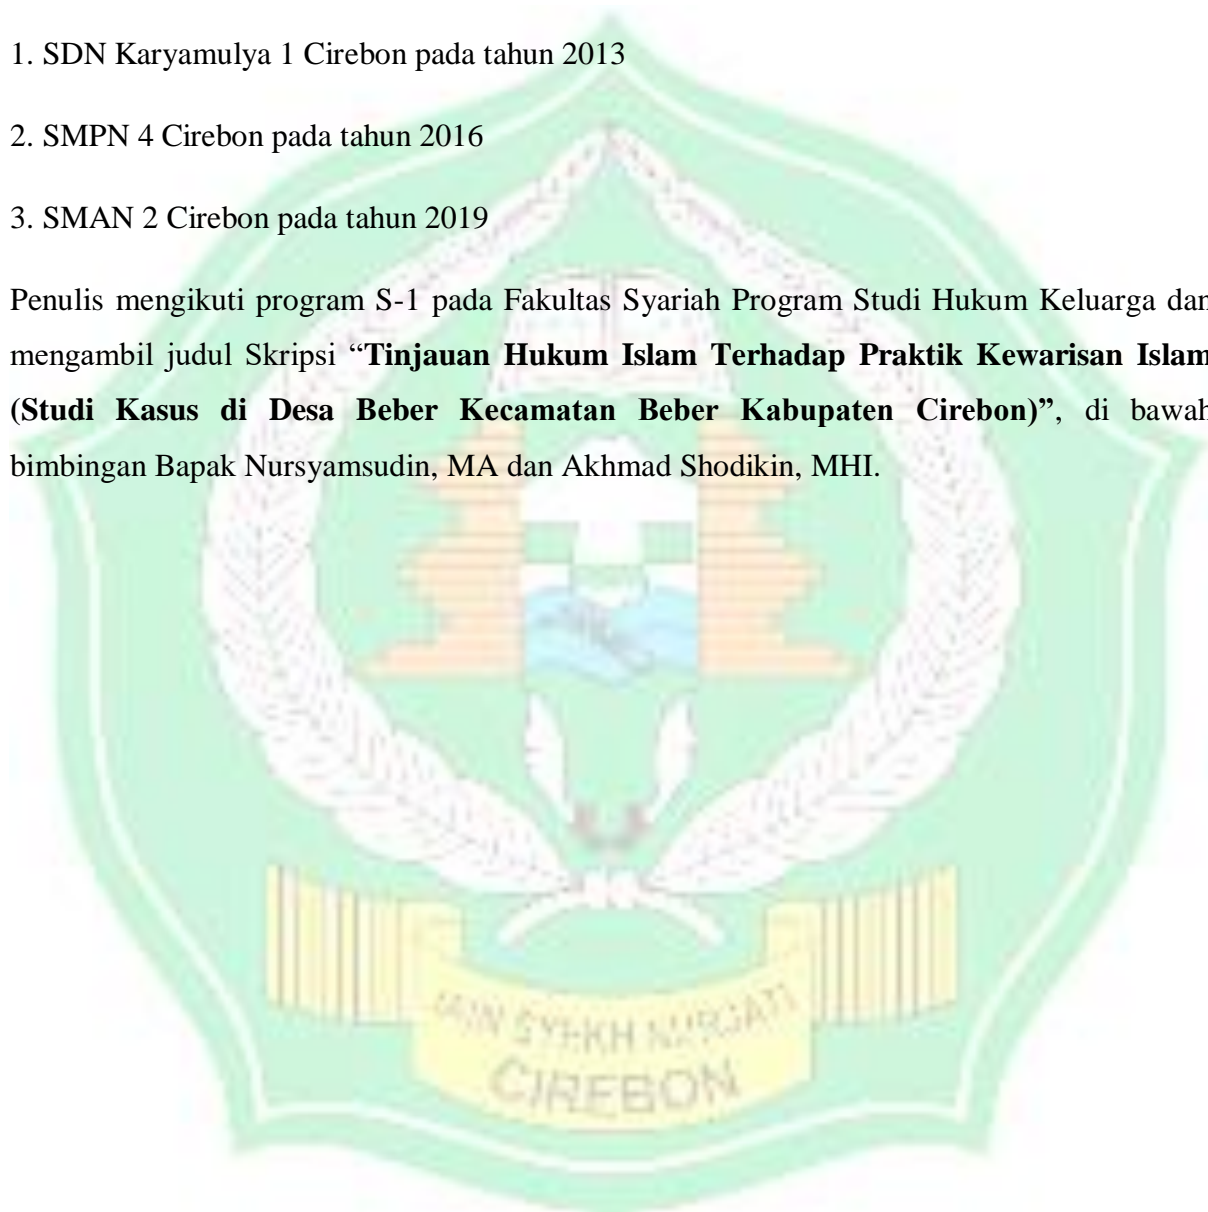 1. SDN Karyamulya 1 Cirebon pada tahun 2013
2. SMPN 4 Cirebon pada tahun 2016
3. SMAN 2 Cirebon pada tahun 2019
Penulis mengikuti program S-1 pada Fakultas Syariah Program Studi Hukum Keluarga dan
mengambil judul Skripsi “Tinjauan Hukum Islam Terhadap Praktik Kewarisan Islam
(Studi Kasus di Desa Beber Kecamatan Beber Kabupaten Cirebon)”, di bawah
bimbingan Bapak Nursyamsudin, MA dan Akhmad Shodikin, MHI.
IAIN SYEKH NURJATI
CIREBON